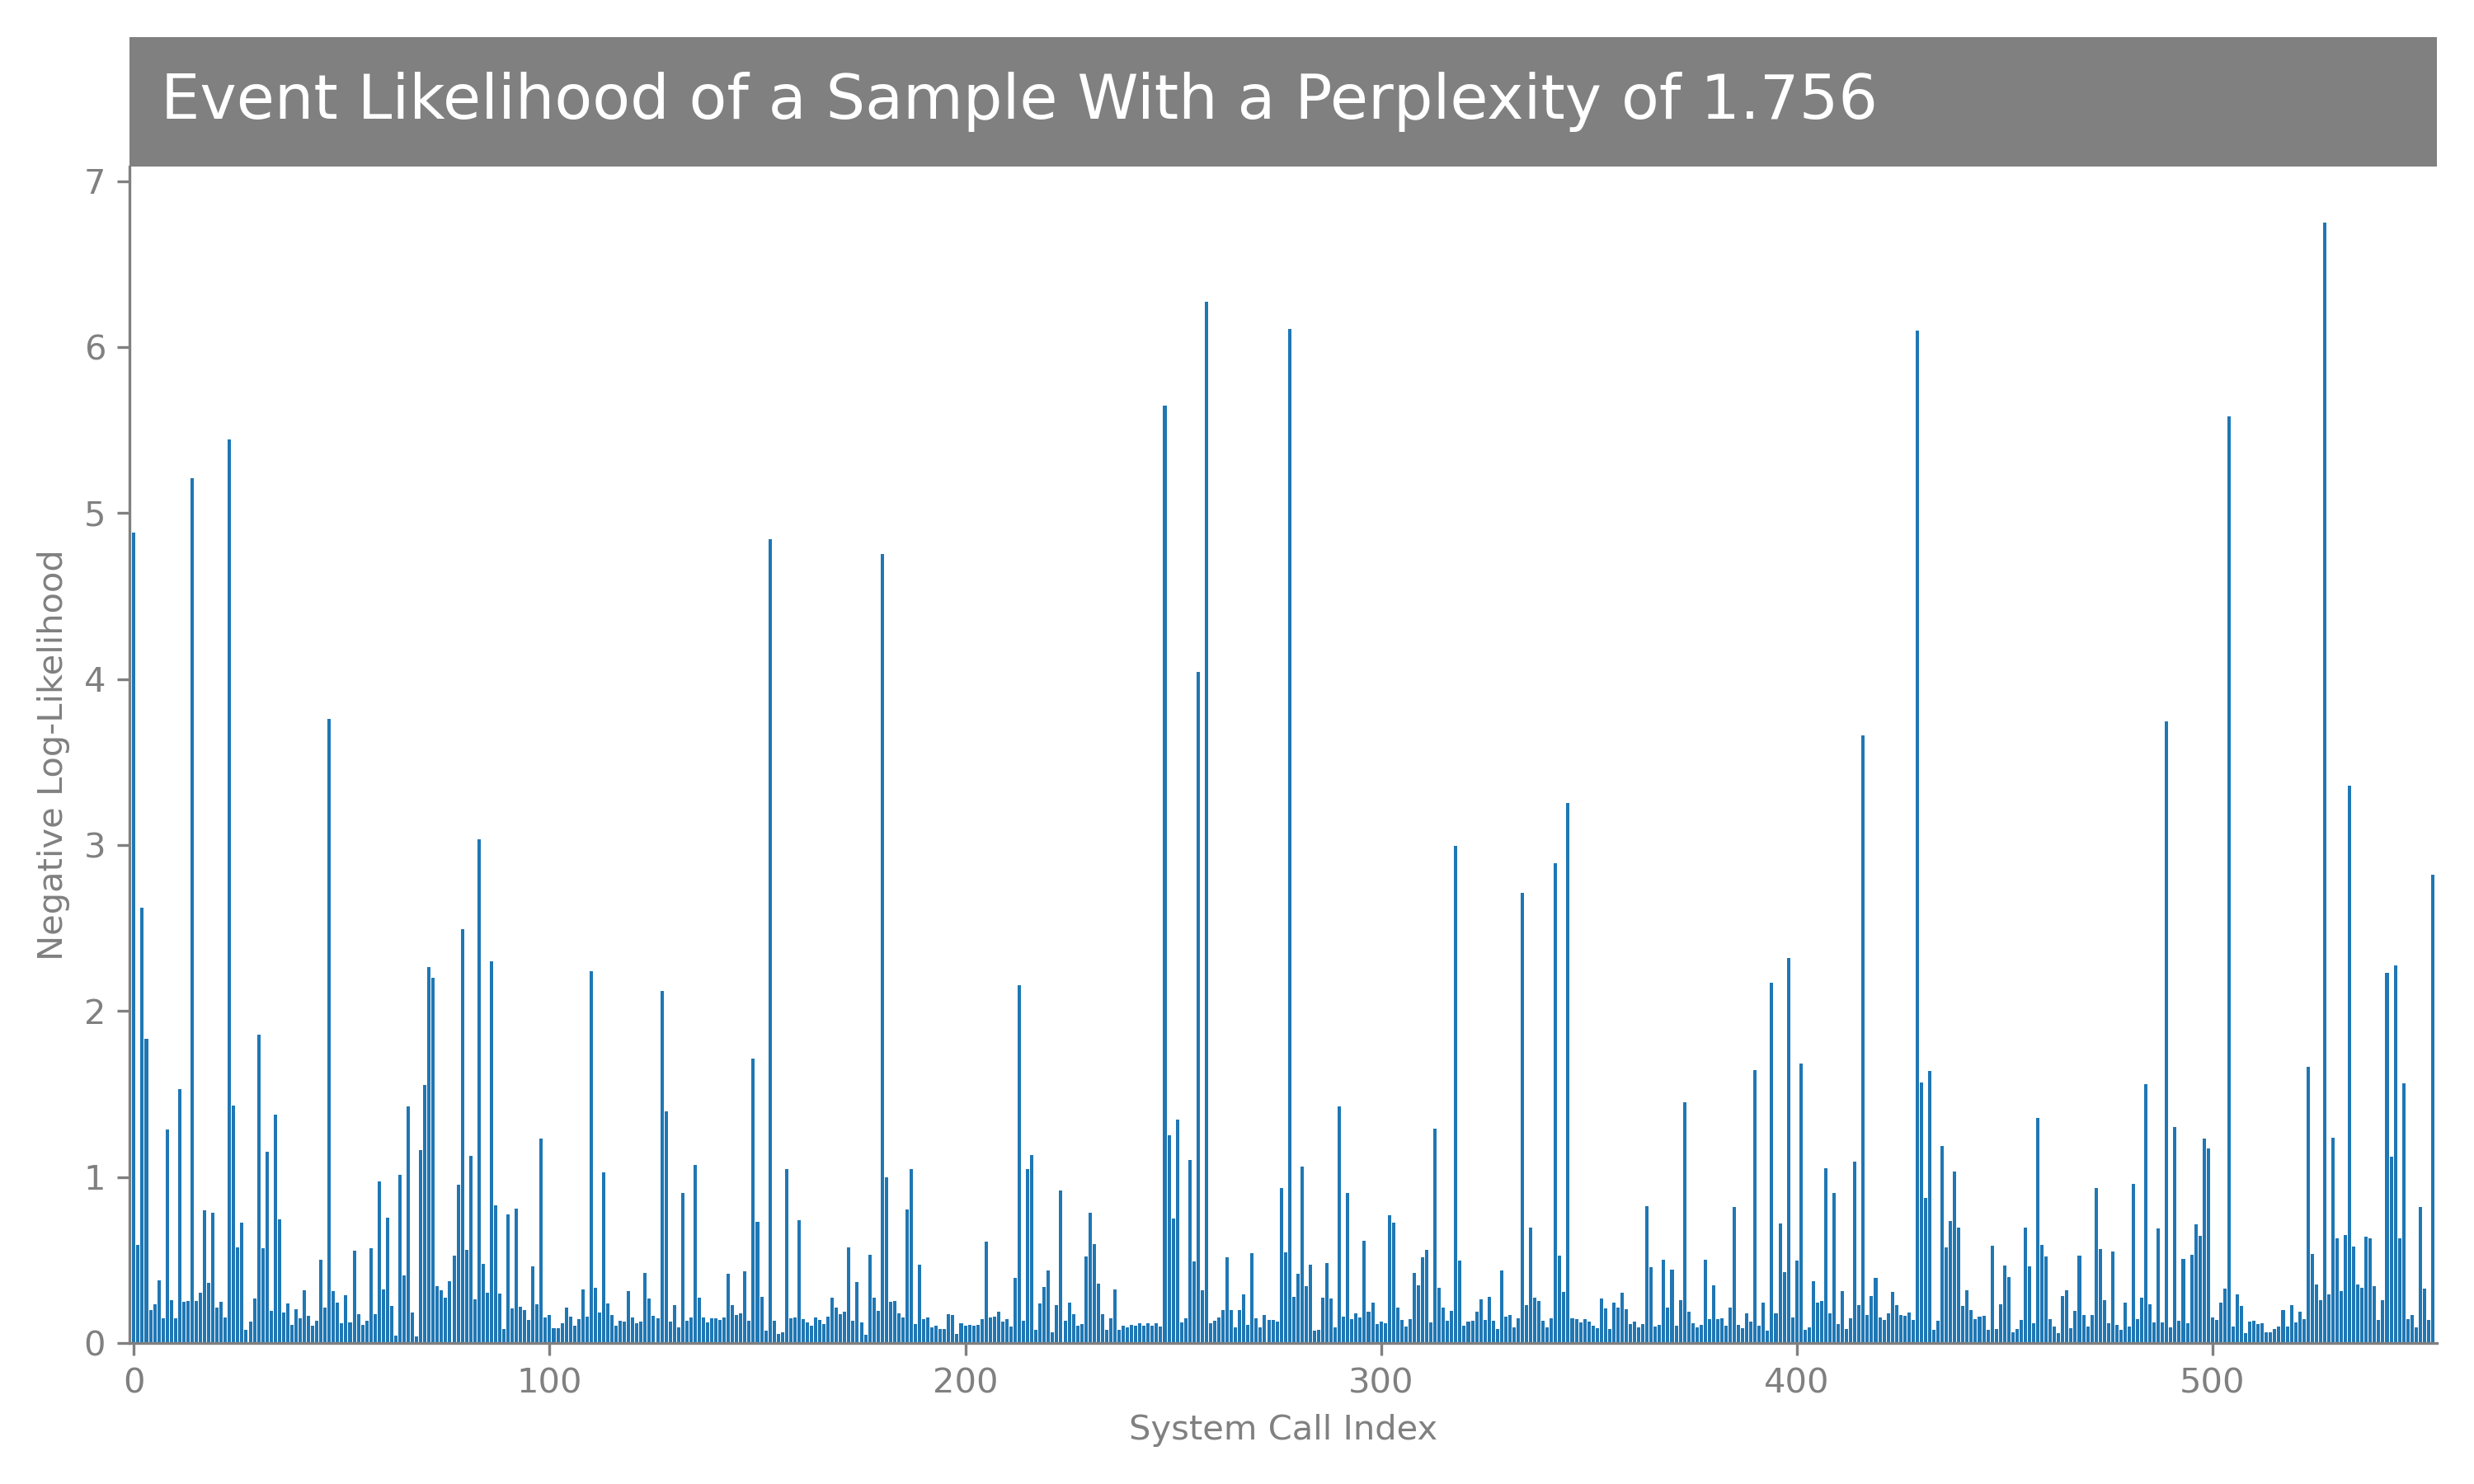 Event Likelihood of a Sample With a Perplexity of 1.756
7
6
5
4
3
2
1
0
Negative Log-Likelihood
0 100 200 300 400 500
System Call Index